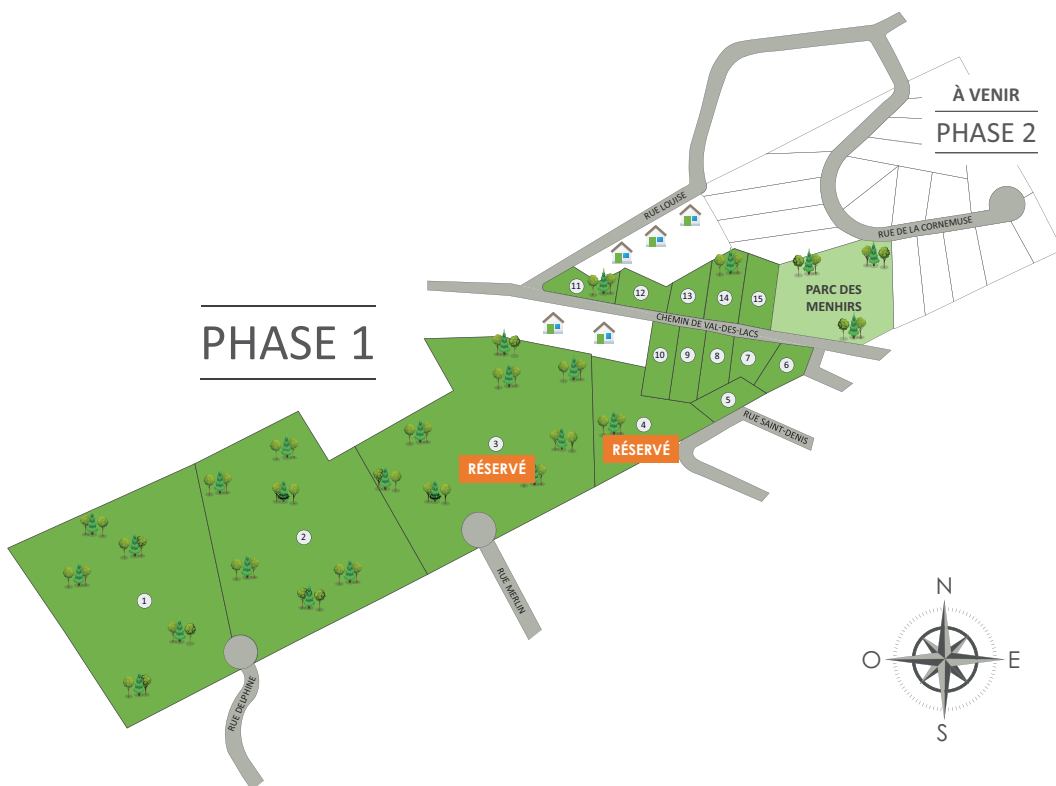 À VENIR
PHASE 2
RUE LOUISE
RUE DE LA CORNEMUSE
PARC DES
MENHIRS
11
12
13
14
15
CHEMIN DE VAL-DES-LACS
PHASE 1
10
9
8
7
6
5
4
RÉSERVÉ
RUE SAINT-DENIS
3
RÉSERVÉ
2
1
RUE MERLIN
RUE DELPHINE
N
O
E
S